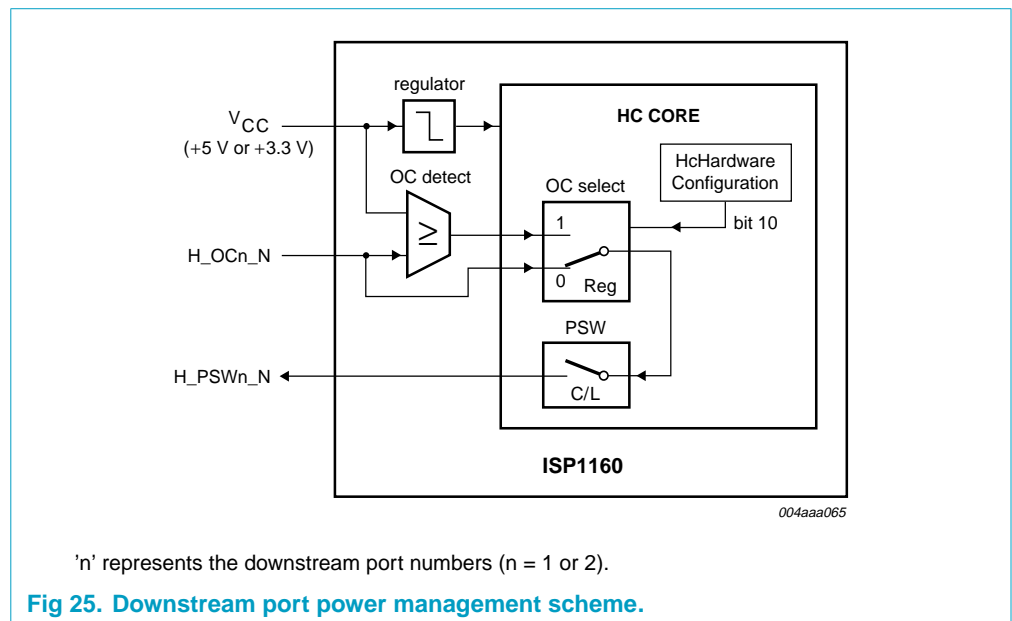 regulator
HC CORE
VCC
(+5 V or +3.3 V)
HcHardware
Configuration
OC detect
OC select
1
bit 10
≥
H_OCn_N
0
Reg
PSW
H_PSWn_N
C/L
ISP1160
004aaa065
'n' represents the downstream port numbers (n = 1 or 2).
Fig 25. Downstream port power management scheme.